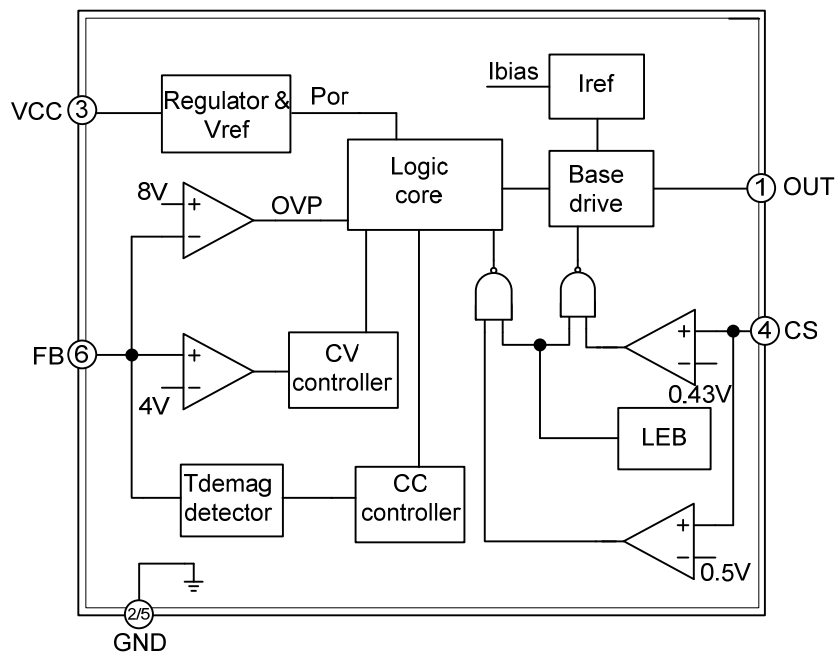 VCC
3
Regulator &
Vref
Por
Ibias
Iref
Logic
core
Base
drive
1
OUT
8V
+
−
OVP
FB
6
+
−
4V
CV
controller
+
−
0.43V
4
CS
LEB
Tdemag
detector
CC
controller
+
−
0.5V
2/5
GND